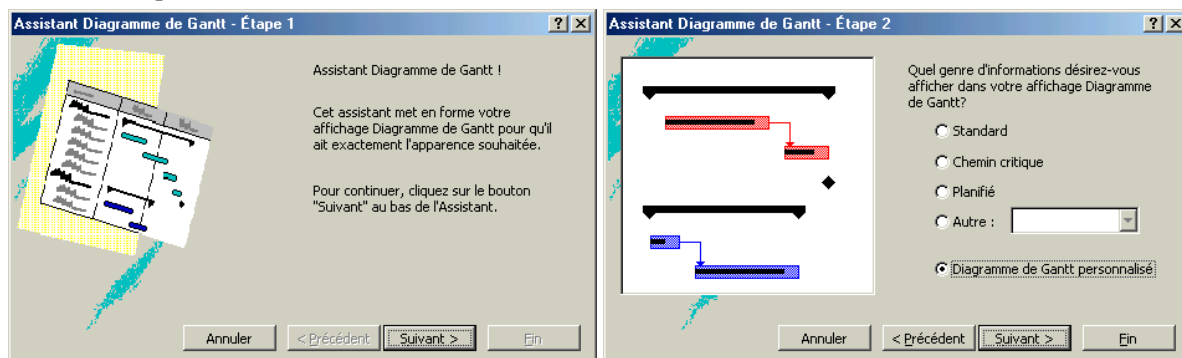 Assistant Diagramme de Gantt - Étape 1
Assistant Diagramme de Gantt !
Cet assistant met en forme votre
affichage Diagramme de Gantt pour qu'il
ait exactement l'apparence souhaitée.
Pour continuer, cliquez sur le bouton
"Suivant" au bas de l'Assistant.
Annuler
< Précédent
Suivant >
Fin
Assistant Diagramme de Gantt - Étape 2
Quel genre d'informations désirez-vous
afficher dans votre affichage Diagramme
de Gantt?
Standard
Chemin critique
Planifié
Autre :
Diagramme de Gantt personnalisé
Annuler
< Précédent
Suivant >
Fin